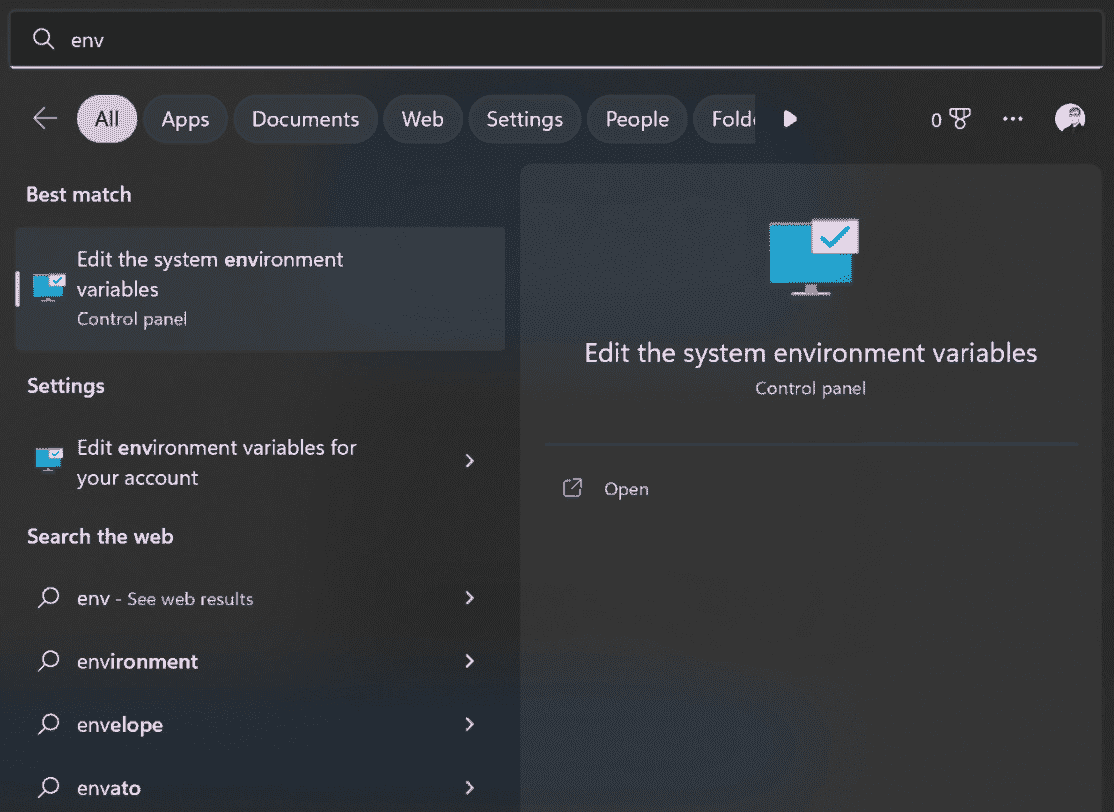 env
All Apps Documents Web Settings People Fold 0
Best match
Edit the system environment
variables
Control panel
Settings
Edit environment variables for
your account
Search the web
env - See web results
environment
envelope
envato
Edit the system environment variables
Control panel
Open